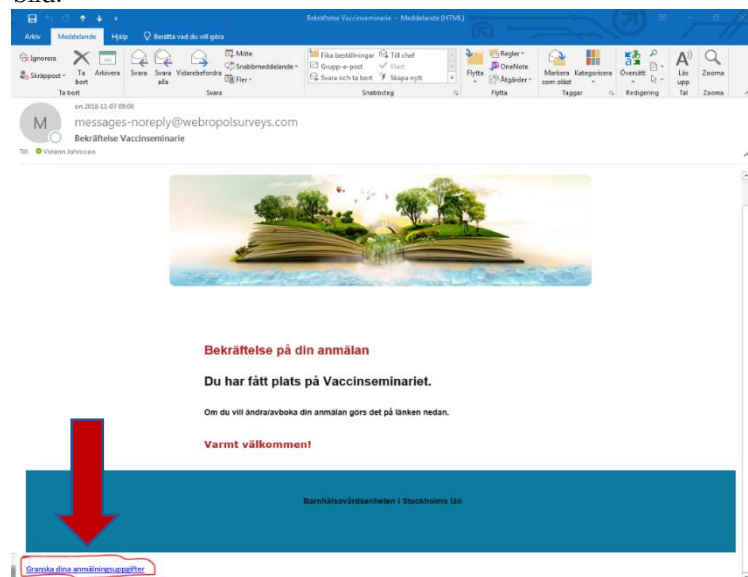 bild.
Bekräftelse Vaccinseminarie - Meddelande (HTML)
Arkiv Meddelande Hjälp Berätta vad du vill göra
Ignorera
Skräppost
Ta bort
Arkivera
Svara
Svara alla
Vidarebefordra
Möte
Snabbmeddelande
Fler
Fika beställningar
Till chef
Grupp-e-post
Klart
Svara och ta bort
Skapa nytt
Flytta
Regler
OneNote
Åtgärder
Markera som oläst
Kategorisera
Översätt
Läs upp
Zooma
Ta bort Svara Snabbsteg Flytta Taggar Redigering Tal Zooma
on 2018-11-07 09:00
M
messages-noreply@webropolsurveys.com
Bekräftelse Vaccinseminarie
Till Viviann Johnsson
Bekräftelse på din anmälan
Du har fått plats på Vaccinseminariet.
Om du vill ändra/avboka din anmälan görs det på länken nedan.
Varmt välkommen!
Barnhälsovårdsenheten i Stockholms län
Granska dina anmälningsuppgifter